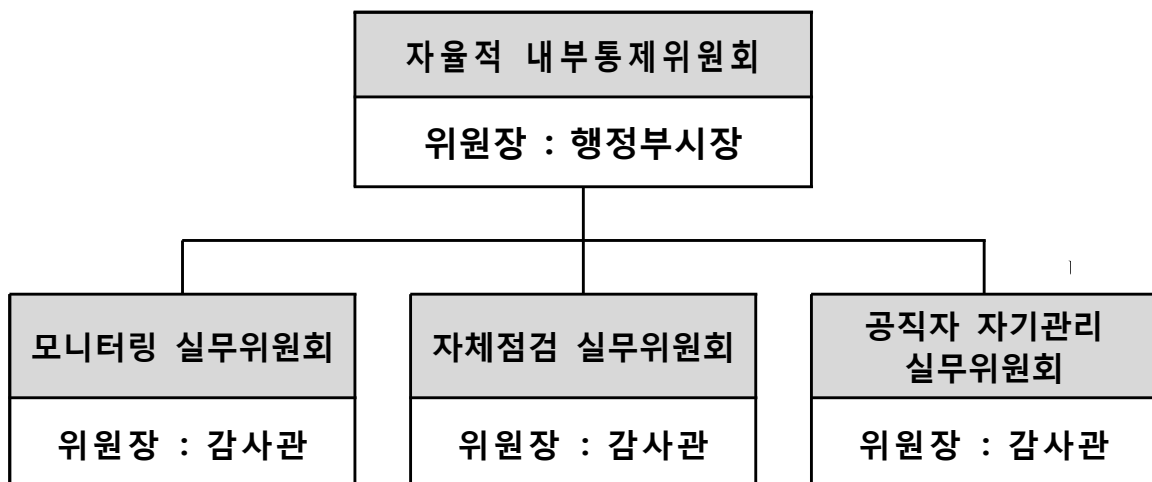 자율적 내부통제위원회
위원장 : 행정부시장
모니터링 실무위원회
위원장 : 감사관
자체점검 실무위원회
위원장 : 감사관
공직자 자기관리
실무위원회
위원장 : 감사관